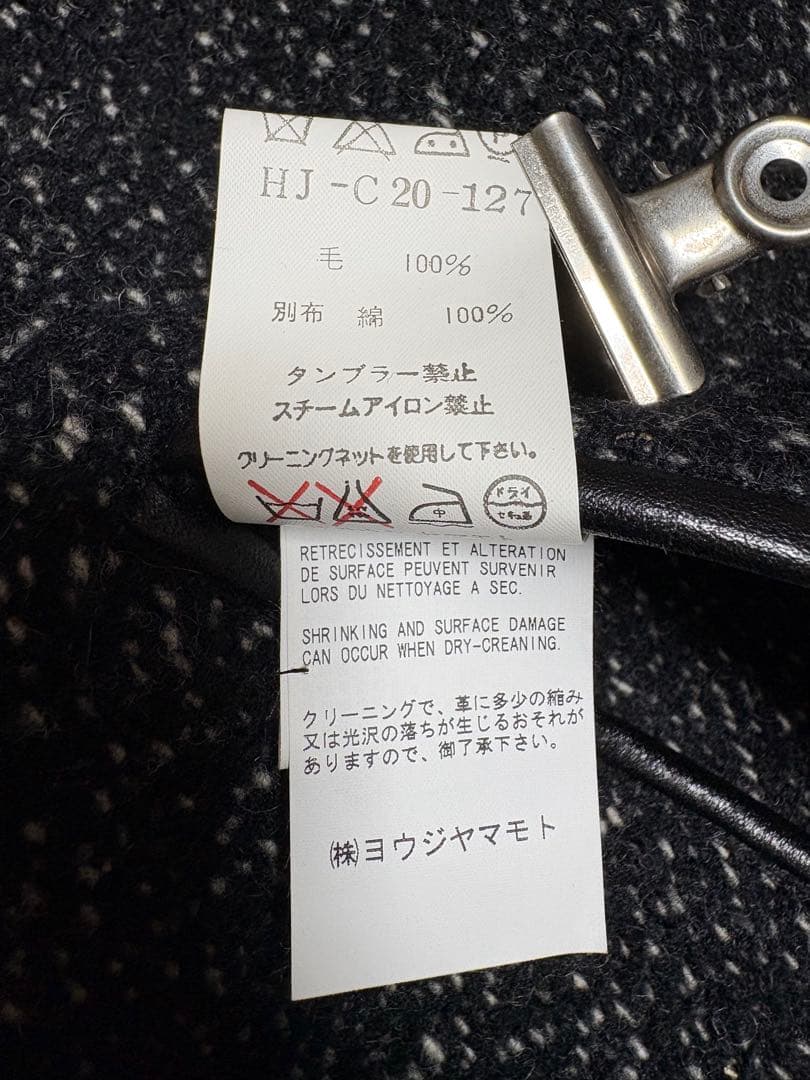 HJ-C20-127
毛 100%
別布 綿 100%
タンブラー禁止
スチームアイロン禁止
クリーニングネットを使用して下さい。
中
ドライ
セキユ系
RETRECISSEMENT ET ALTERATION
DE SURFACE PEUVENT SURVENIR
LORS DU NETTOYAGE A SEC.
SHRINKING AND SURFACE DAMAGE
CAN OCCUR WHEN DRY-CREANING.
クリーニングで、革に多少の縮み
又は光沢の落ちが生じるおそれが
ありますので、御了承下さい。
㈱ヨウジヤマモト